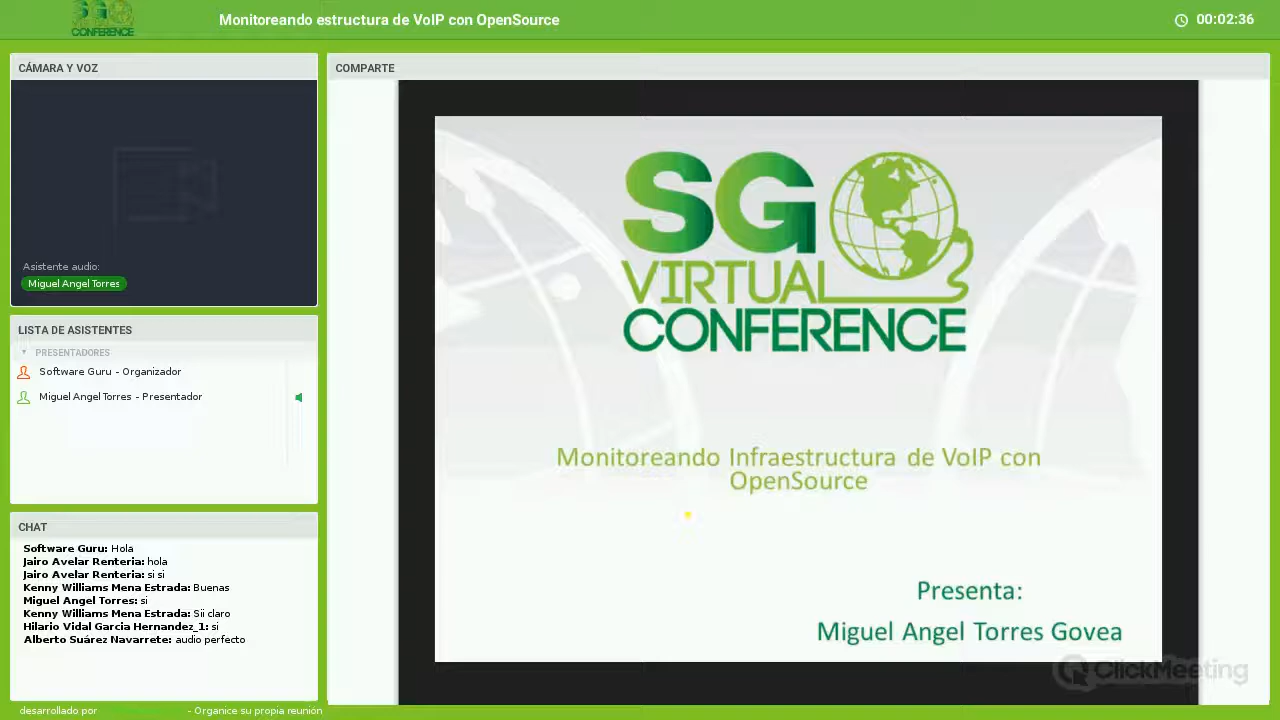 SG
VIRTUAL
CONFERENCE
Monitoreando estructura de VoIP con OpenSource
00:02:36
CÁMARA Y VOZ
Asistente audio:
Miguel Angel Torres
LISTA DE ASISTENTES
PRESENTADORES
Software Guru - Organizador
Miguel Angel Torres - Presentador
CHAT
Software Guru: Hola
Jairo Avelar Renteria: hola
Jairo Avelar Renteria: si si
Kenny Williams Mena Estrada: Buenas
Miguel Angel Torres: si
Kenny Williams Mena Estrada: Sii claro
Hilario Vidal Garcia Hernandez_1: si
Alberto Suárez Navarrete: audio perfecto
desarrollado por - Organice su propia reunión
COMPARTE
SG
VIRTUAL
CONFERENCE
Monitoreando Infraestructura de VoIP con
OpenSource
Presenta:
Miguel Angel Torres Govea
ClickMeeting